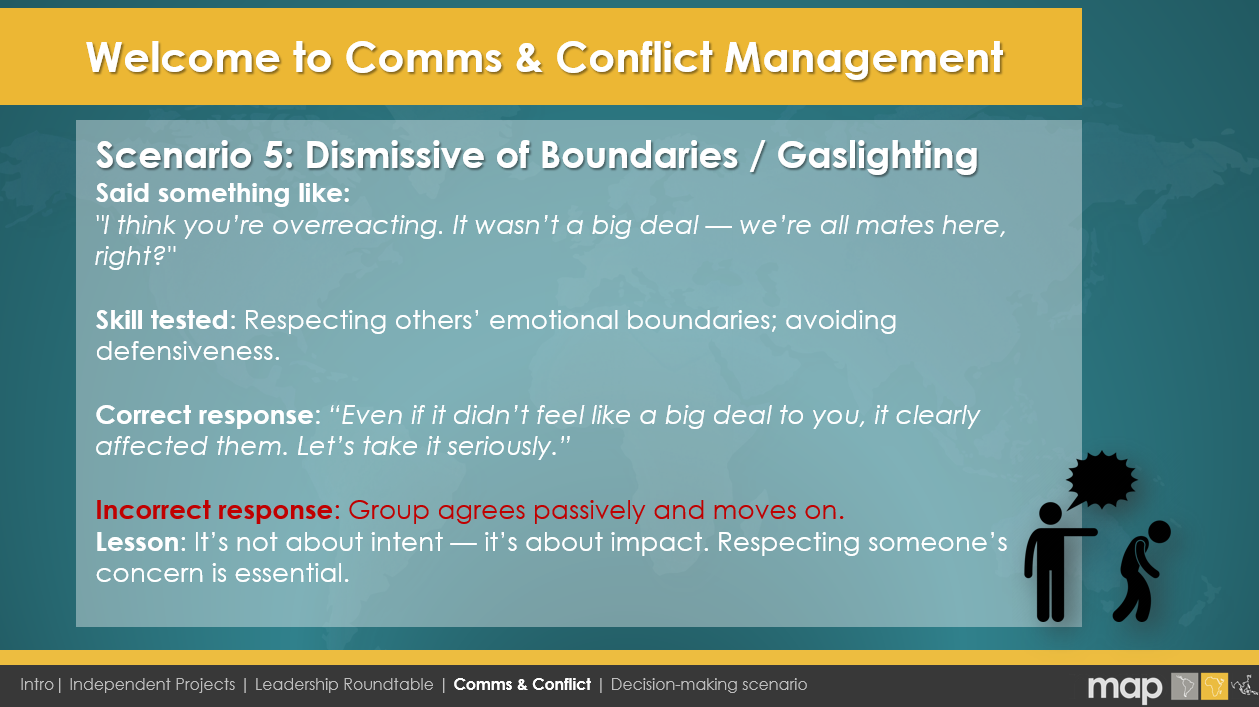 Welcome to Comms & Conflict Management
Scenario 5: Dismissive of Boundaries / Gaslighting
Said something like:
"I think you’re overreacting. It wasn’t a big deal — we’re all mates here,
right?"
Skill tested: Respecting others’ emotional boundaries; avoiding
defensiveness.
Correct response: “Even if it didn’t feel like a big deal to you, it clearly
affected them. Let’s take it seriously.”
Incorrect response: Group agrees passively and moves on.
Lesson: It’s not about intent — it’s about impact. Respecting someone’s
concern is essential.
Intro| Independent Projects | Leadership Roundtable | Comms & Conflict | Decision-making scenario
map